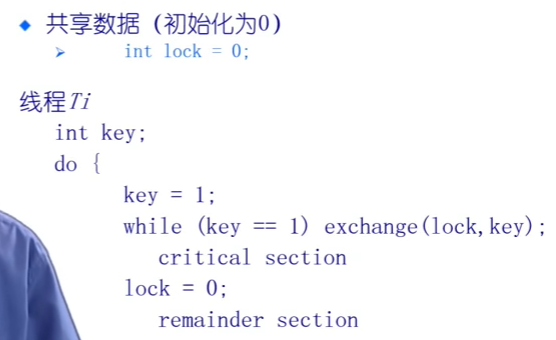 共享数据（初始化为0）
int lock = 0;
线程Ti
int key;
do {
key = 1;
while (key == 1) exchange(lock,key);
critical section
lock = 0;
remainder section